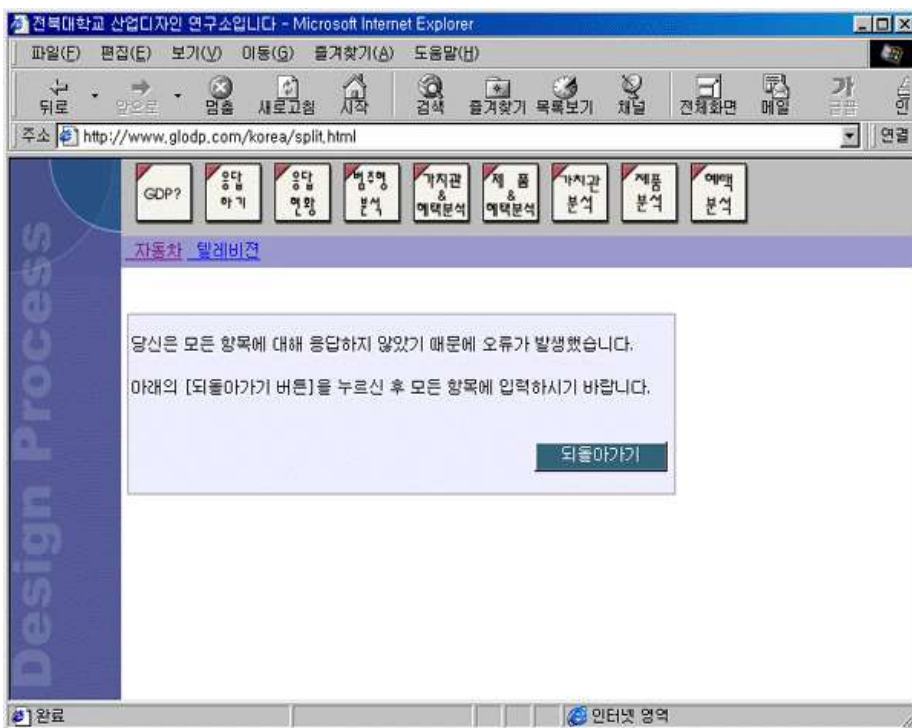 전북대학교 산업디자인 연구소입니다 - Microsoft Internet Explorer
파일(F) 편집(E) 보기(V) 이동(G) 즐겨찾기(A) 도움말(H)
뒤로 앞으로 멈춤 새로고침 시작 검색 즐겨찾기 목록보기 채널 전체화면 메일 글꼴 인
주소 http://www.glodp.com/korea/split.html 연결
GDP? 응답하기 응답현황 범주형분석 가치관&혜택분석 제품&혜택분석 가치관분석 제품분석 혜택분석
자동차 텔레비젼
당신은 모든 항목에 대해 응답하지 않았기 때문에 오류가 발생했습니다.
아래의 [되돌아가기 버튼]을 누르신 후 모든 항목에 입력하시기 바랍니다.
되돌아가기
Design Process
완료 인터넷 영역